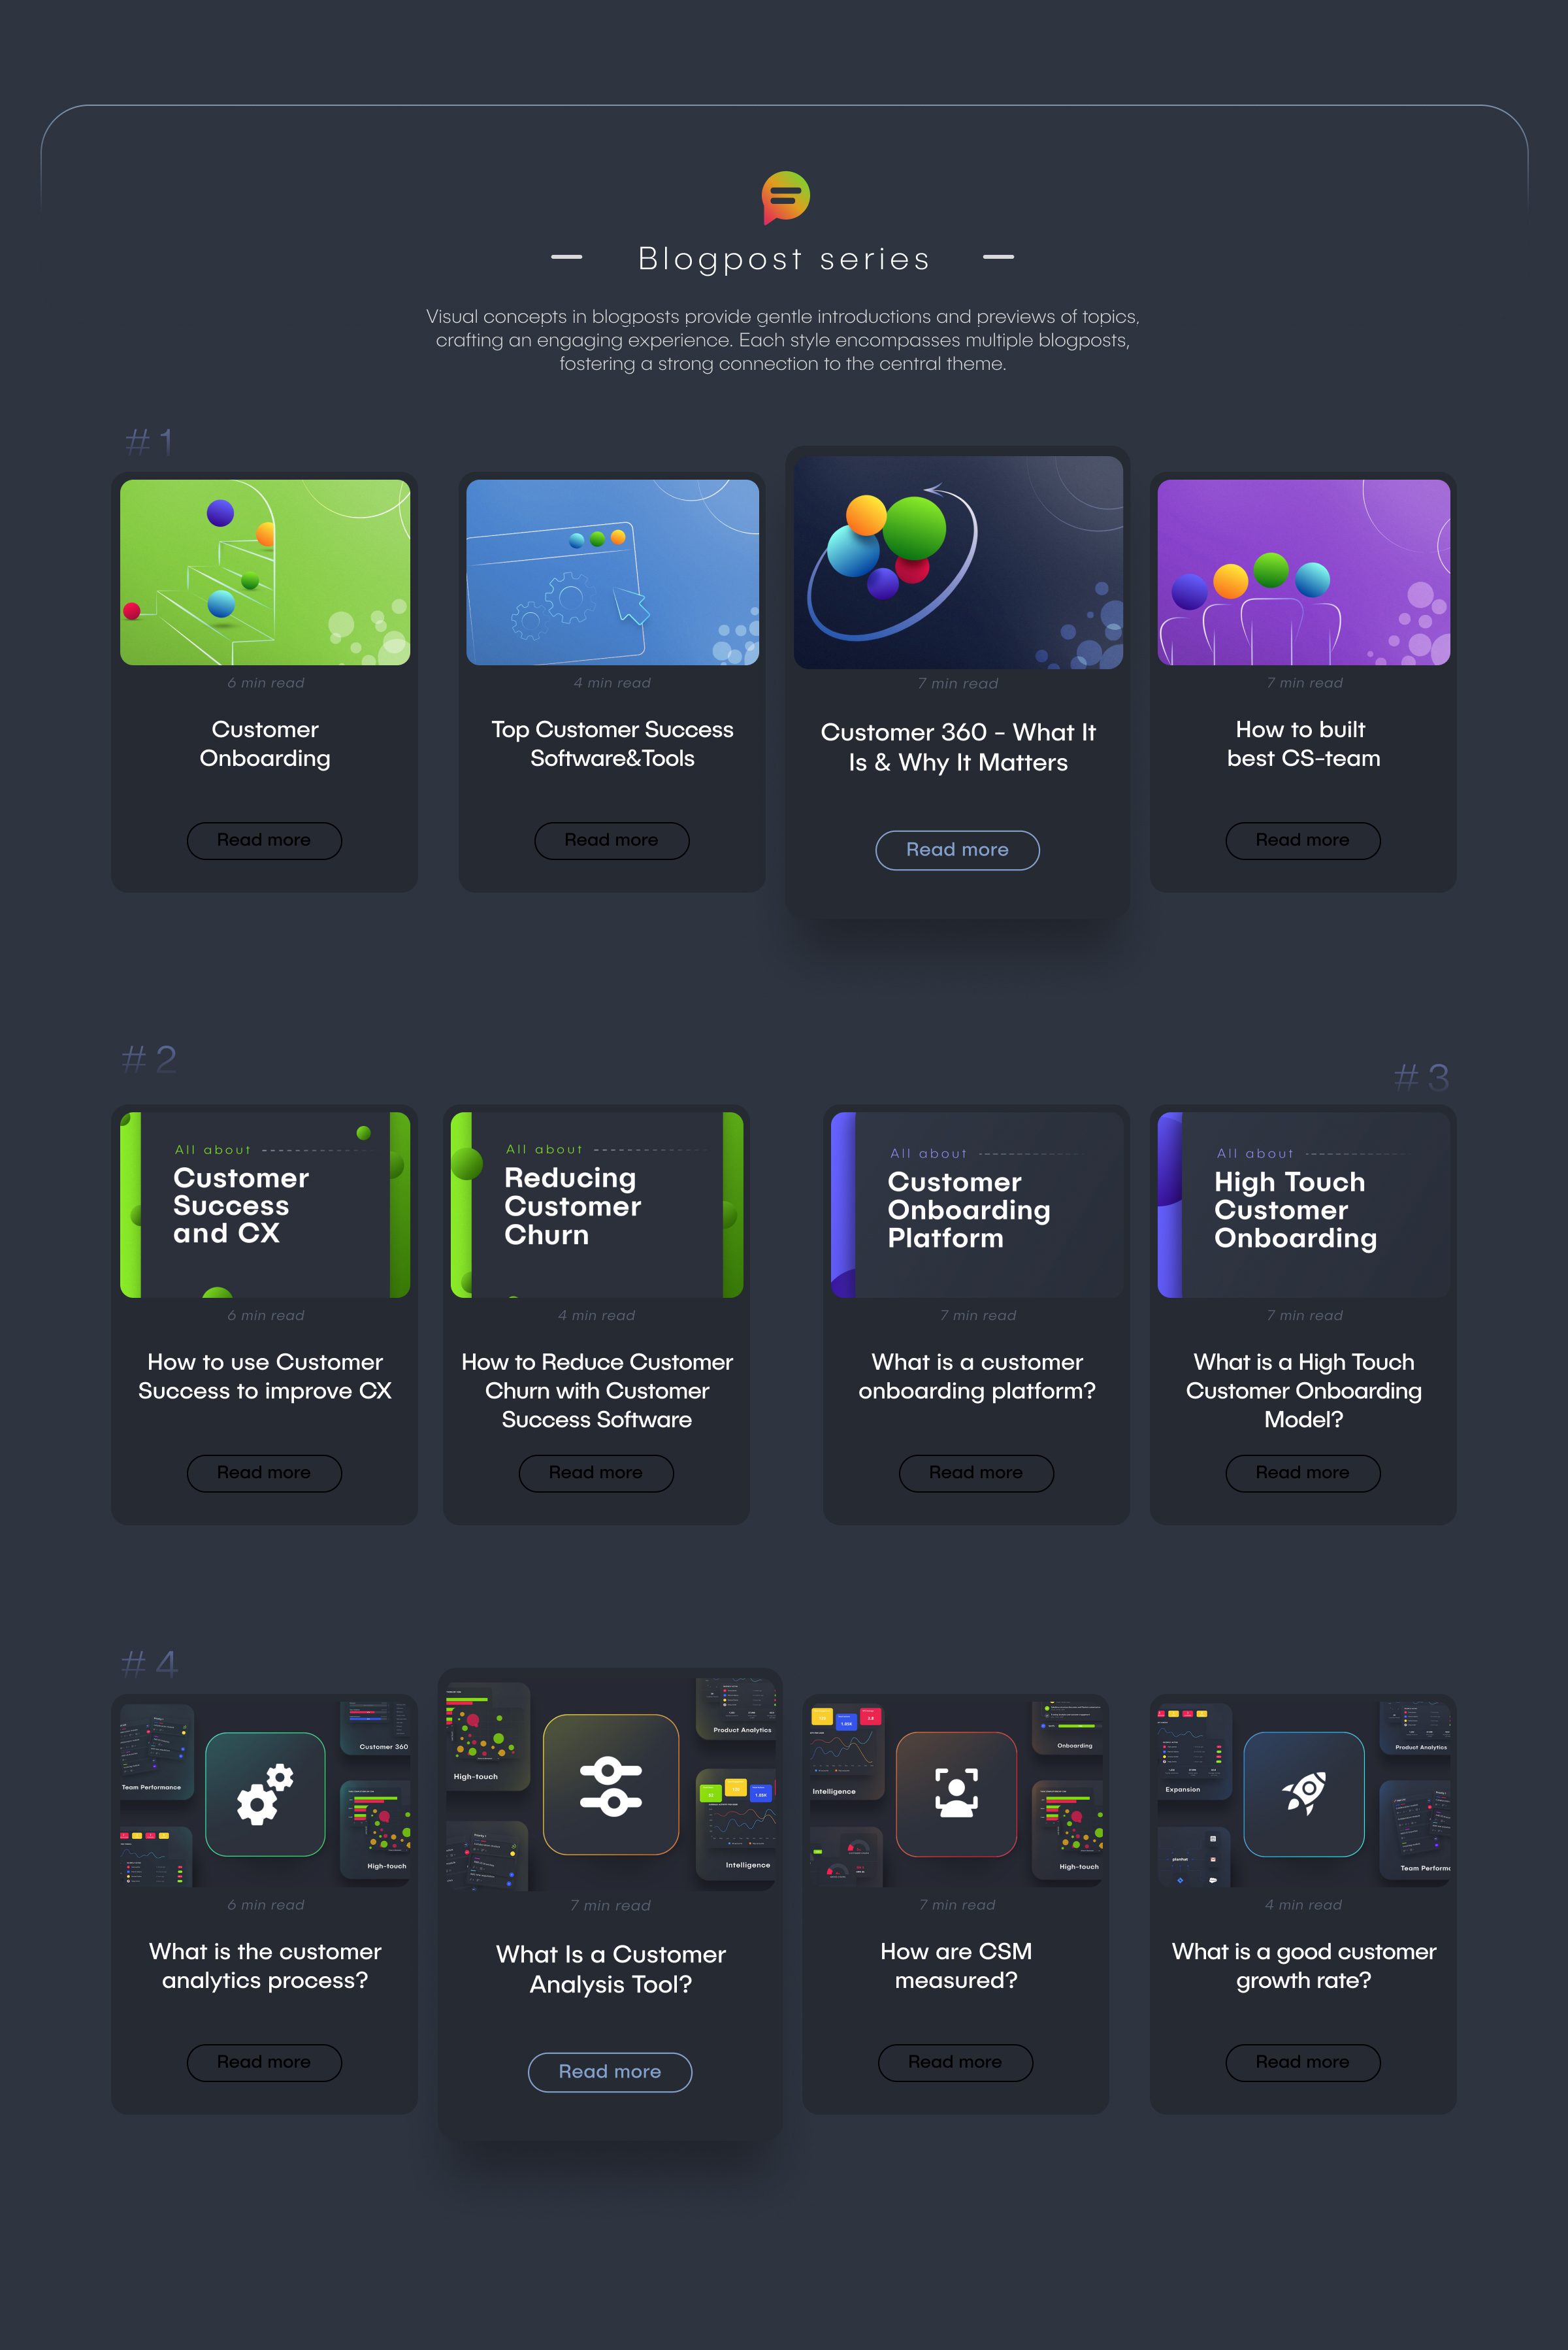 Blogpost series
Visual concepts in blogposts provide gentle introductions and previews of topics,
crafting an engaging experience. Each style encompasses multiple blogposts,
fostering a strong connection to the central theme.
#1
6 min read
Customer
Onboarding
Read more
4 min read
Top Customer Success
Software&Tools
Read more
7 min read
Customer 360 - What It
Is & Why It Matters
Read more
7 min read
How to built
best CS-team
Read more
#2
All about
Customer
Success
and CX
6 min read
How to use Customer
Success to improve CX
Read more
All about
Reducing
Customer
Churn
4 min read
How to Reduce Customer
Churn with Customer
Success Software
Read more
#3
All about
Customer
Onboarding
Platform
7 min read
What is a customer
onboarding platform?
Read more
All about
High Touch
Customer
Onboarding
7 min read
What is a High Touch
Customer Onboarding
Model?
Read more
#4
Team Performance
Customer 360
High-touch
6 min read
What is the customer
analytics process?
Read more
High-touch
Product Analytics
1.85K
Intelligence
7 min read
What Is a Customer
Analysis Tool?
Read more
1.85K
Intelligence
Onboarding
High-touch
7 min read
How are CSM
measured?
Read more
Expansion
Product Analytics
planhat
Team Performa
4 min read
What is a good customer
growth rate?
Read more